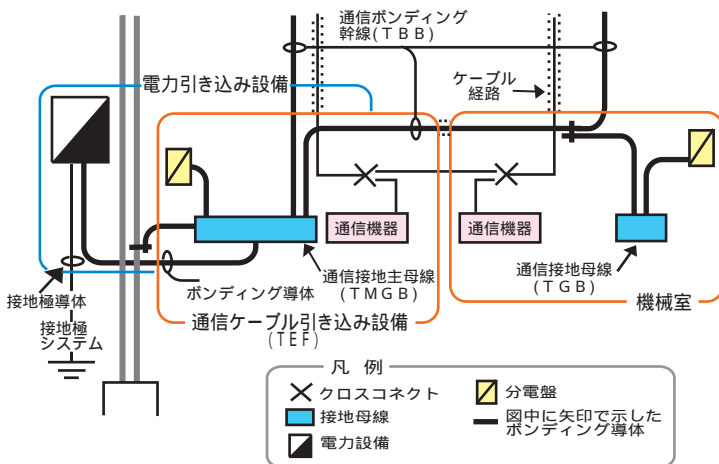 通信ボンディング
幹線(TBB)
電力引き込み設備
ケーブル
経路
通信機器
通信機器
通信接地主母線
(TMGB)
通信接地母線
(TGB)
接地極導体
ボンディング導体
機械室
接地極
システム
通信ケーブル引き込み設備
(TEF)
凡 例
クロスコネクト
分電盤
接地母線
図中に矢印で示した
ボンディング導体
電力設備